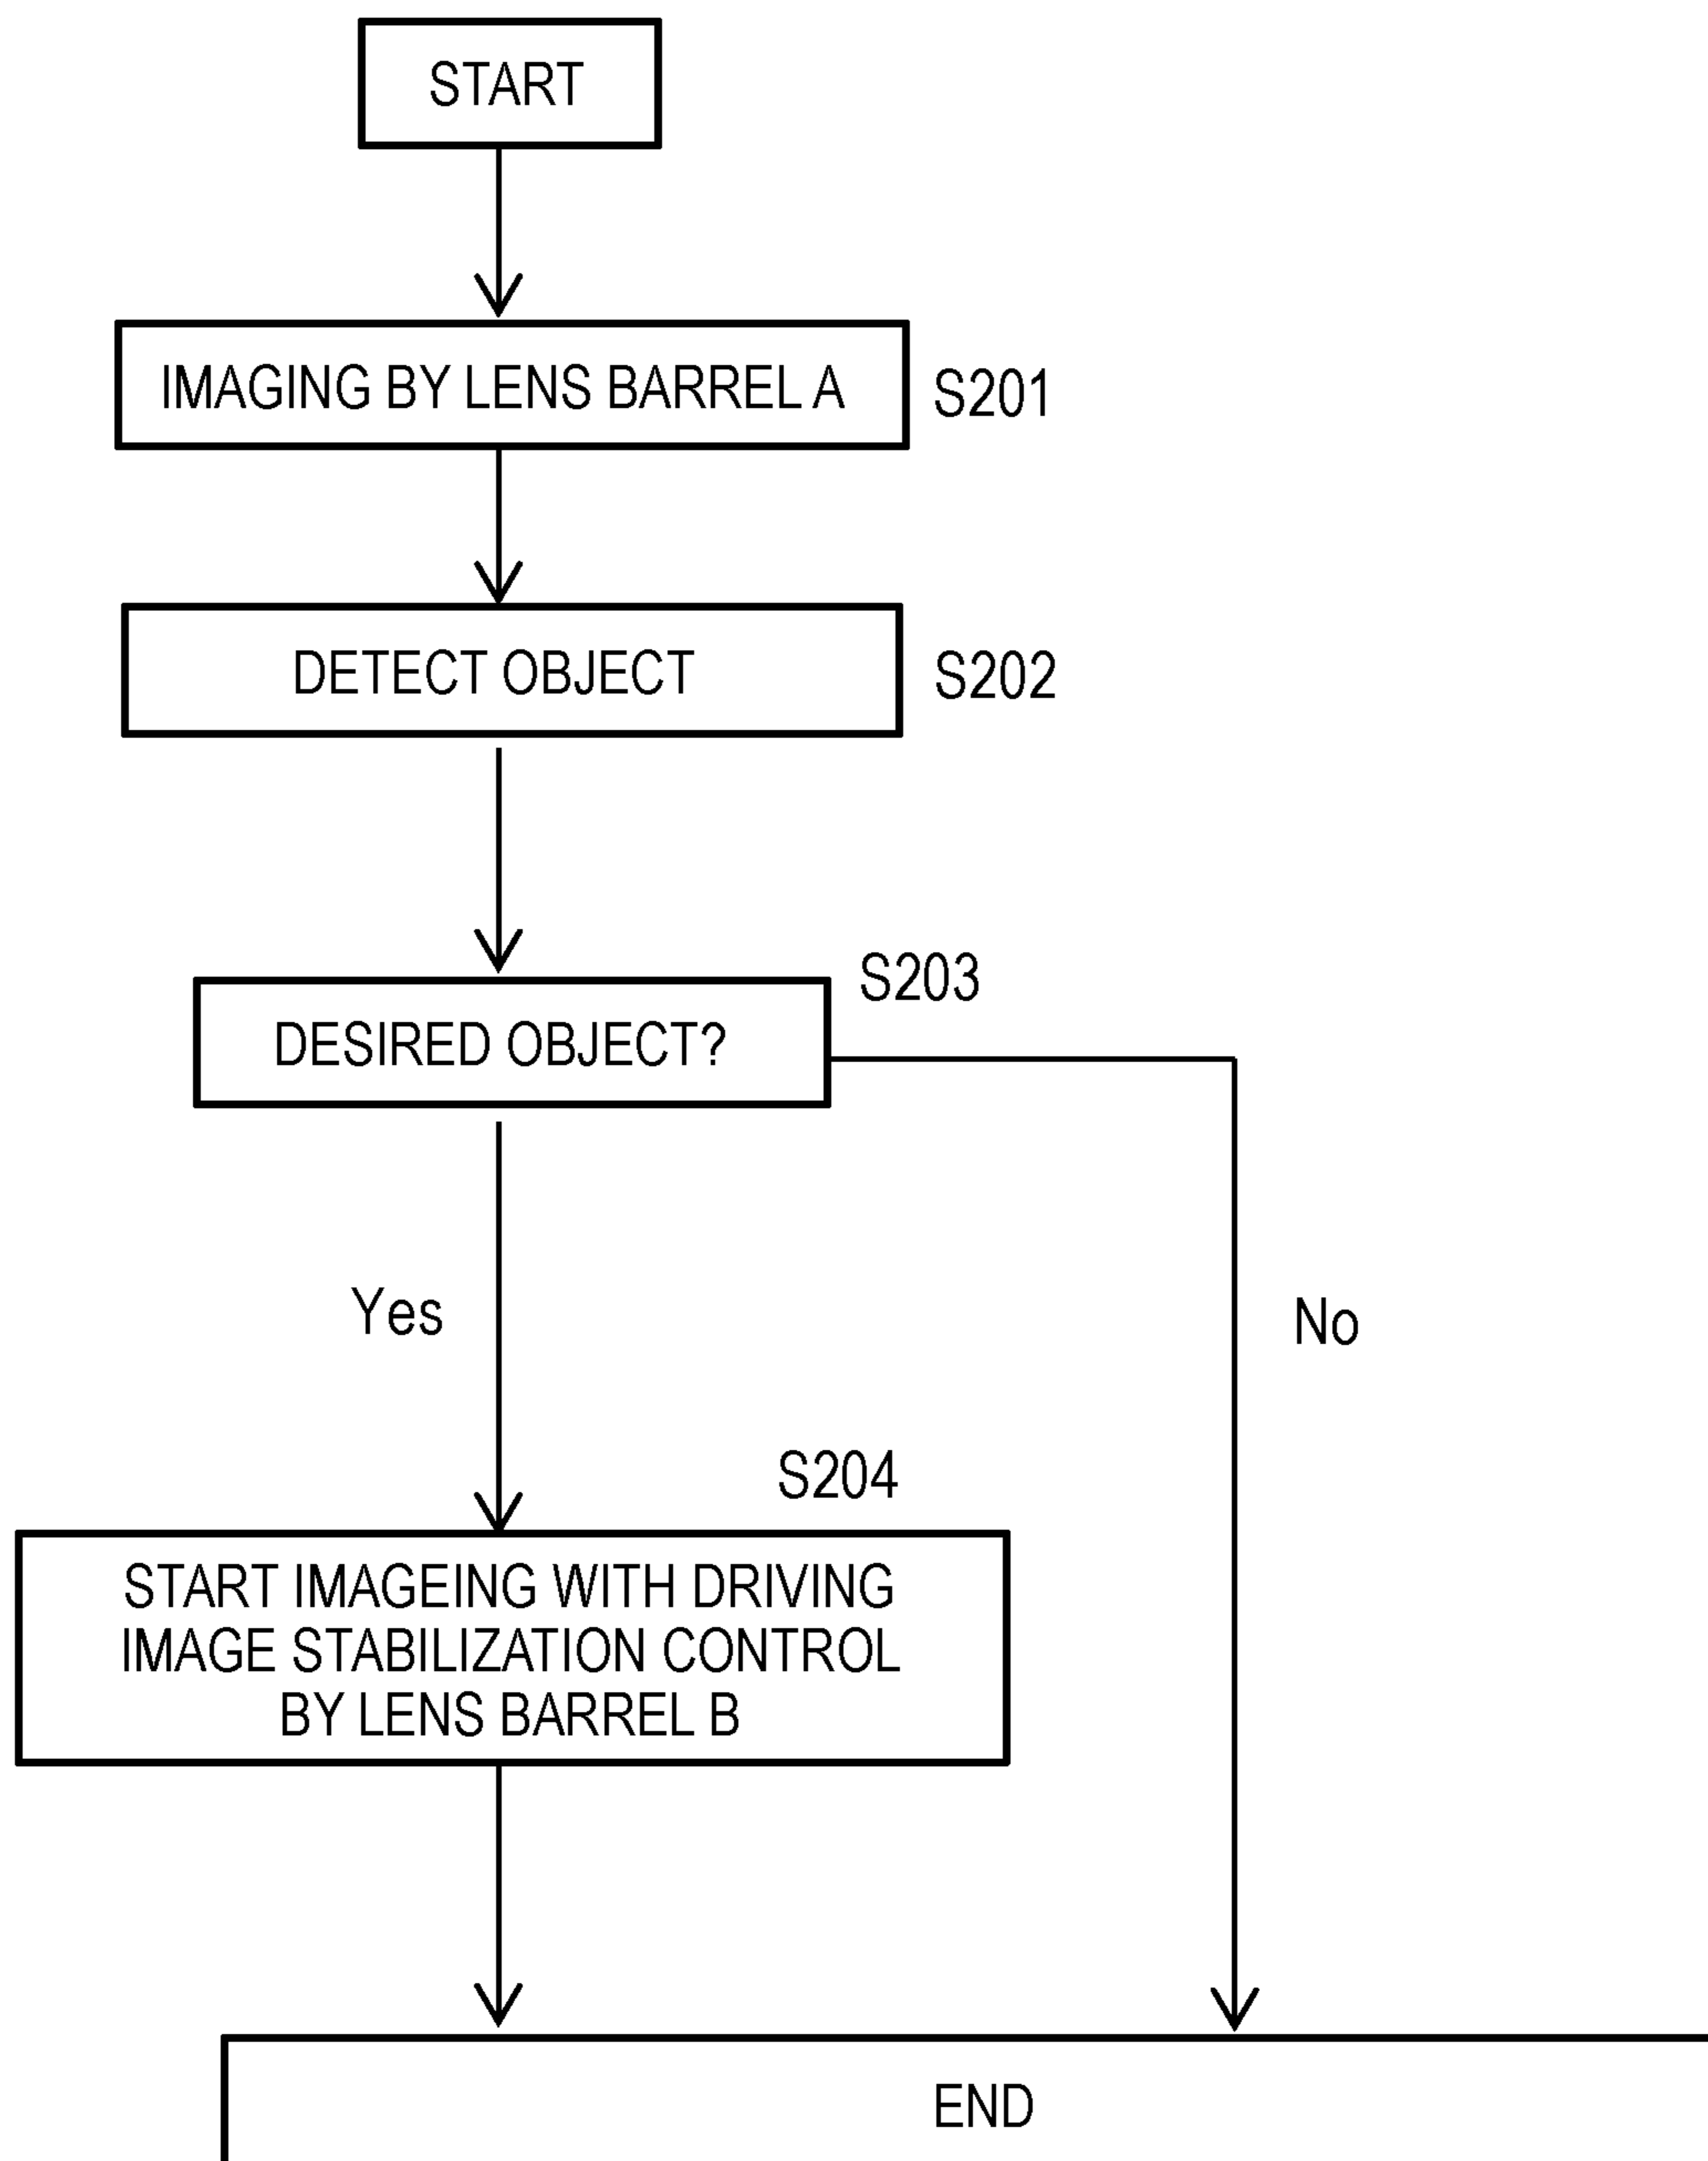 START
IMAGING BY LENS BARREL A
S201
DETECT OBJECT
S202
S203
DESIRED OBJECT?
Yes
No
S204
START IMAGEING WITH DRIVING
IMAGE STABILIZATION CONTROL
BY LENS BARREL B
END